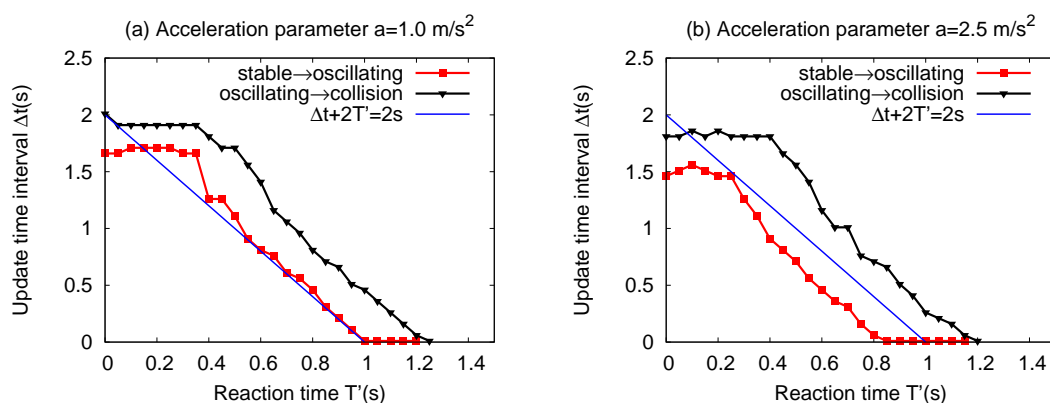 (a) Acceleration parameter a=1.0 m/s²
Update time interval Δt(s)
2.5
2
1.5
1
0.5
0
stable→oscillating
oscillating→collision
Δt+2T'=2s
0 0.2 0.4 0.6 0.8 1 1.2 1.4
Reaction time T'(s)
(b) Acceleration parameter a=2.5 m/s²
Update time interval Δt(s)
2.5
2
1.5
1
0.5
0
stable→oscillating
oscillating→collision
Δt+2T'=2s
0 0.2 0.4 0.6 0.8 1 1.2 1.4
Reaction time T'(s)